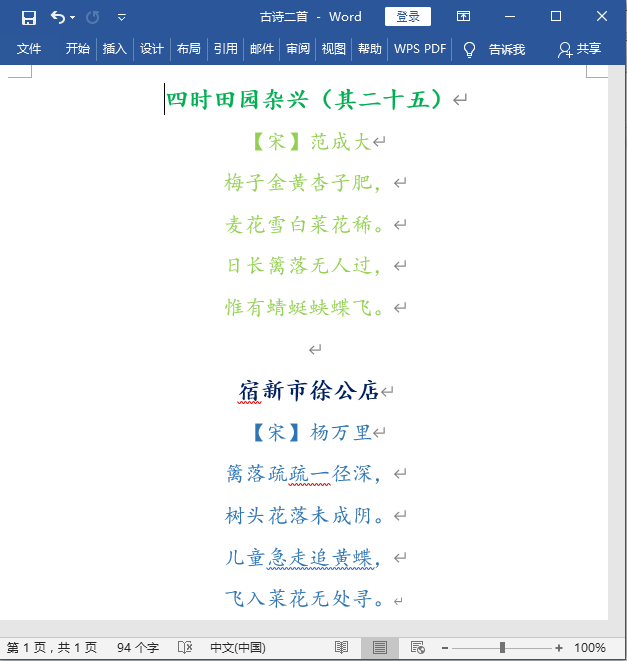 古诗二首 - Word
登录
文件 开始 插入 设计 布局 引用 邮件 审阅 视图 帮助 WPS PDF 告诉我 共享
四时田园杂兴（其二十五）
【宋】范成大
梅子金黄杏子肥，
麦花雪白菜花稀。
日长篱落无人过，
惟有蜻蜓蛱蝶飞。
宿新市徐公店
【宋】杨万里
篱落疏疏一径深，
树头花落未成阴。
儿童急走追黄蝶，
飞入菜花无处寻。
第 1 页，共 1 页 94 个字 中文(中国) 100%